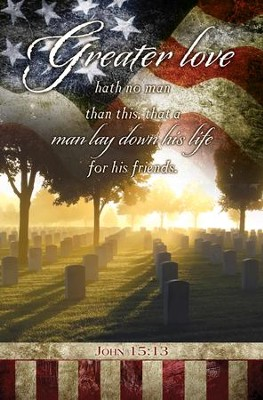 Greater love
hath no man
than this, that a
man lay down his life
for his friends.
John 15:13